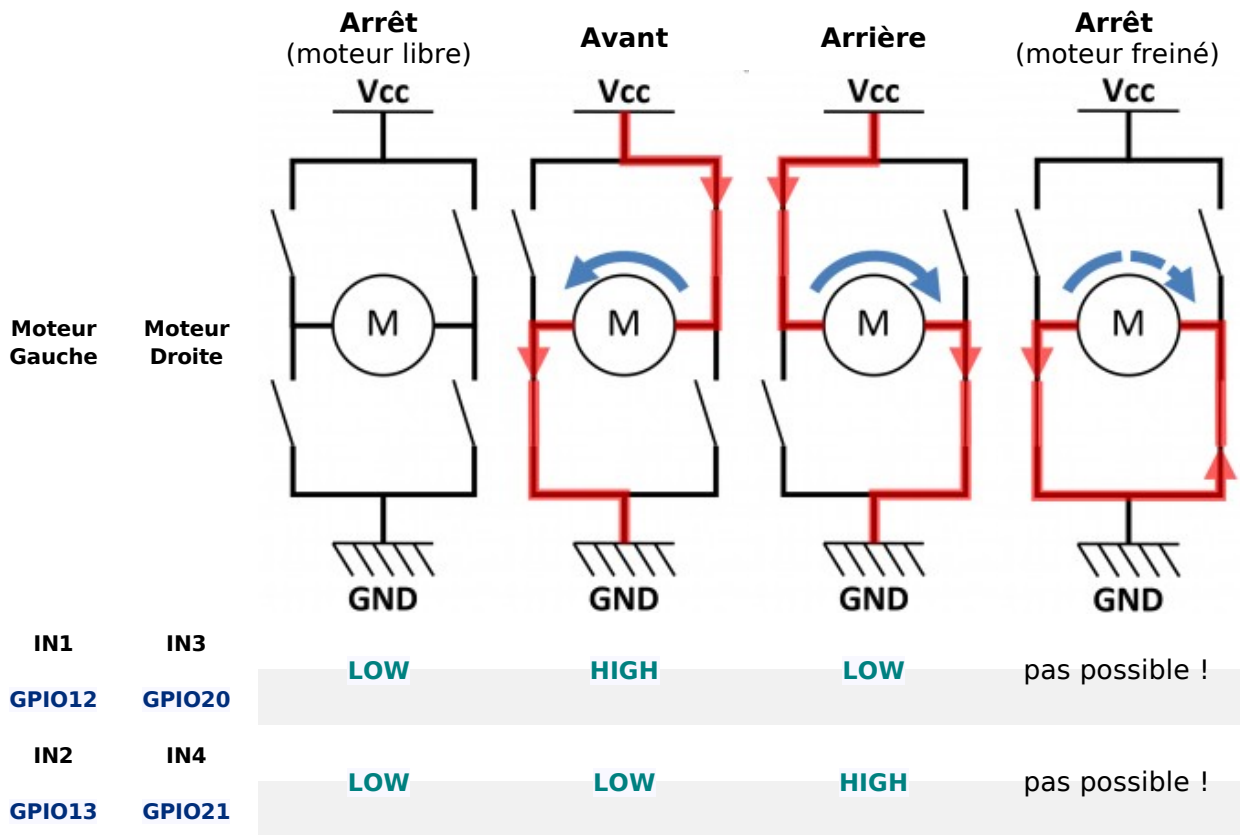 Arrêt
(moteur libre)
Avant
Arrière
Arrêt
(moteur freiné)
Vcc
Vcc
Vcc
Vcc
M
M
M
M
Moteur
Gauche
Moteur
Droite
GND
GND
GND
GND
IN1 IN3
LOW HIGH LOW pas possible !
GPIO12 GPIO20
IN2 IN4
LOW LOW HIGH pas possible !
GPIO13 GPIO21